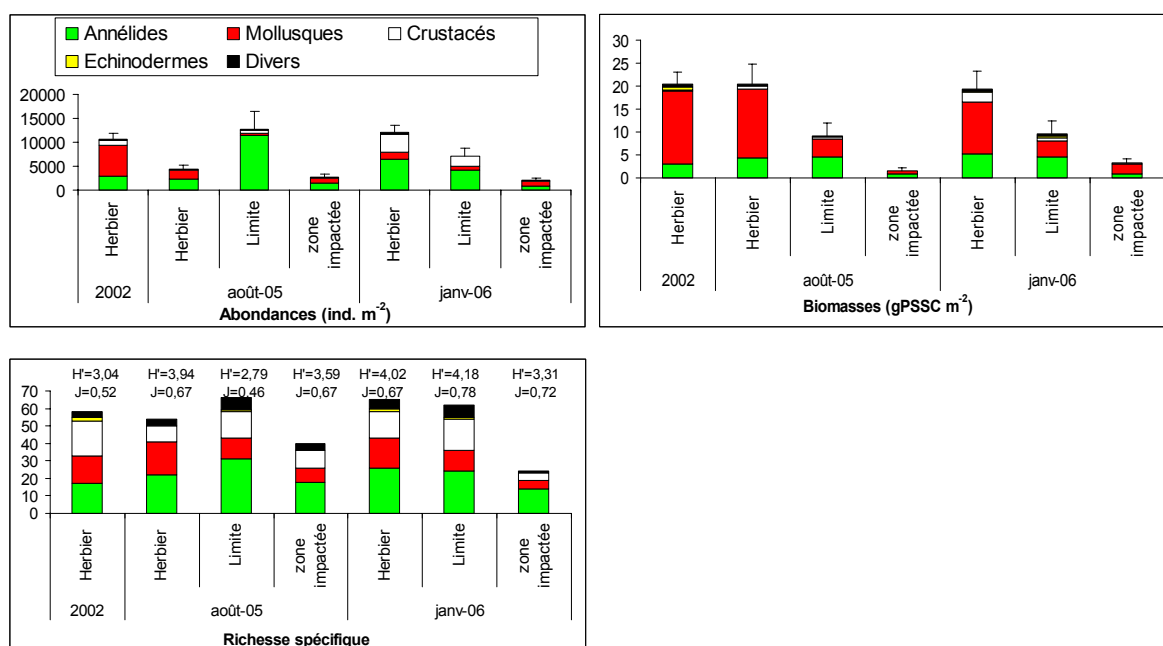 Annélides Mollusques Crustacés
Echinodermes Divers
20000
15000
10000
5000
0
Herbier
Herbier
Limite
zone
impactée
Herbier
Limite
zone
impactée
2002 août-05 janv-06
Abondances (ind. m-2)
30
25
20
15
10
5
0
Herbier
Herbier
Limite
zone
impactée
Herbier
Limite
zone
impactée
2002 août-05 janv-06
Biomasses (gPSSC m-2)
H'=3,04 H'=3,94 H'=2,79 H'=3,59 H'=4,02 H'=4,18 H'=3,31
J=0,52 J=0,67 J=0,46 J=0,67 J=0,67 J=0,78 J=0,72
70
60
50
40
30
20
10
0
Herbier
Herbier
Limite
zone
impactée
Herbier
Limite
zone
impactée
2002 août-05 janv-06
Richesse spécifique